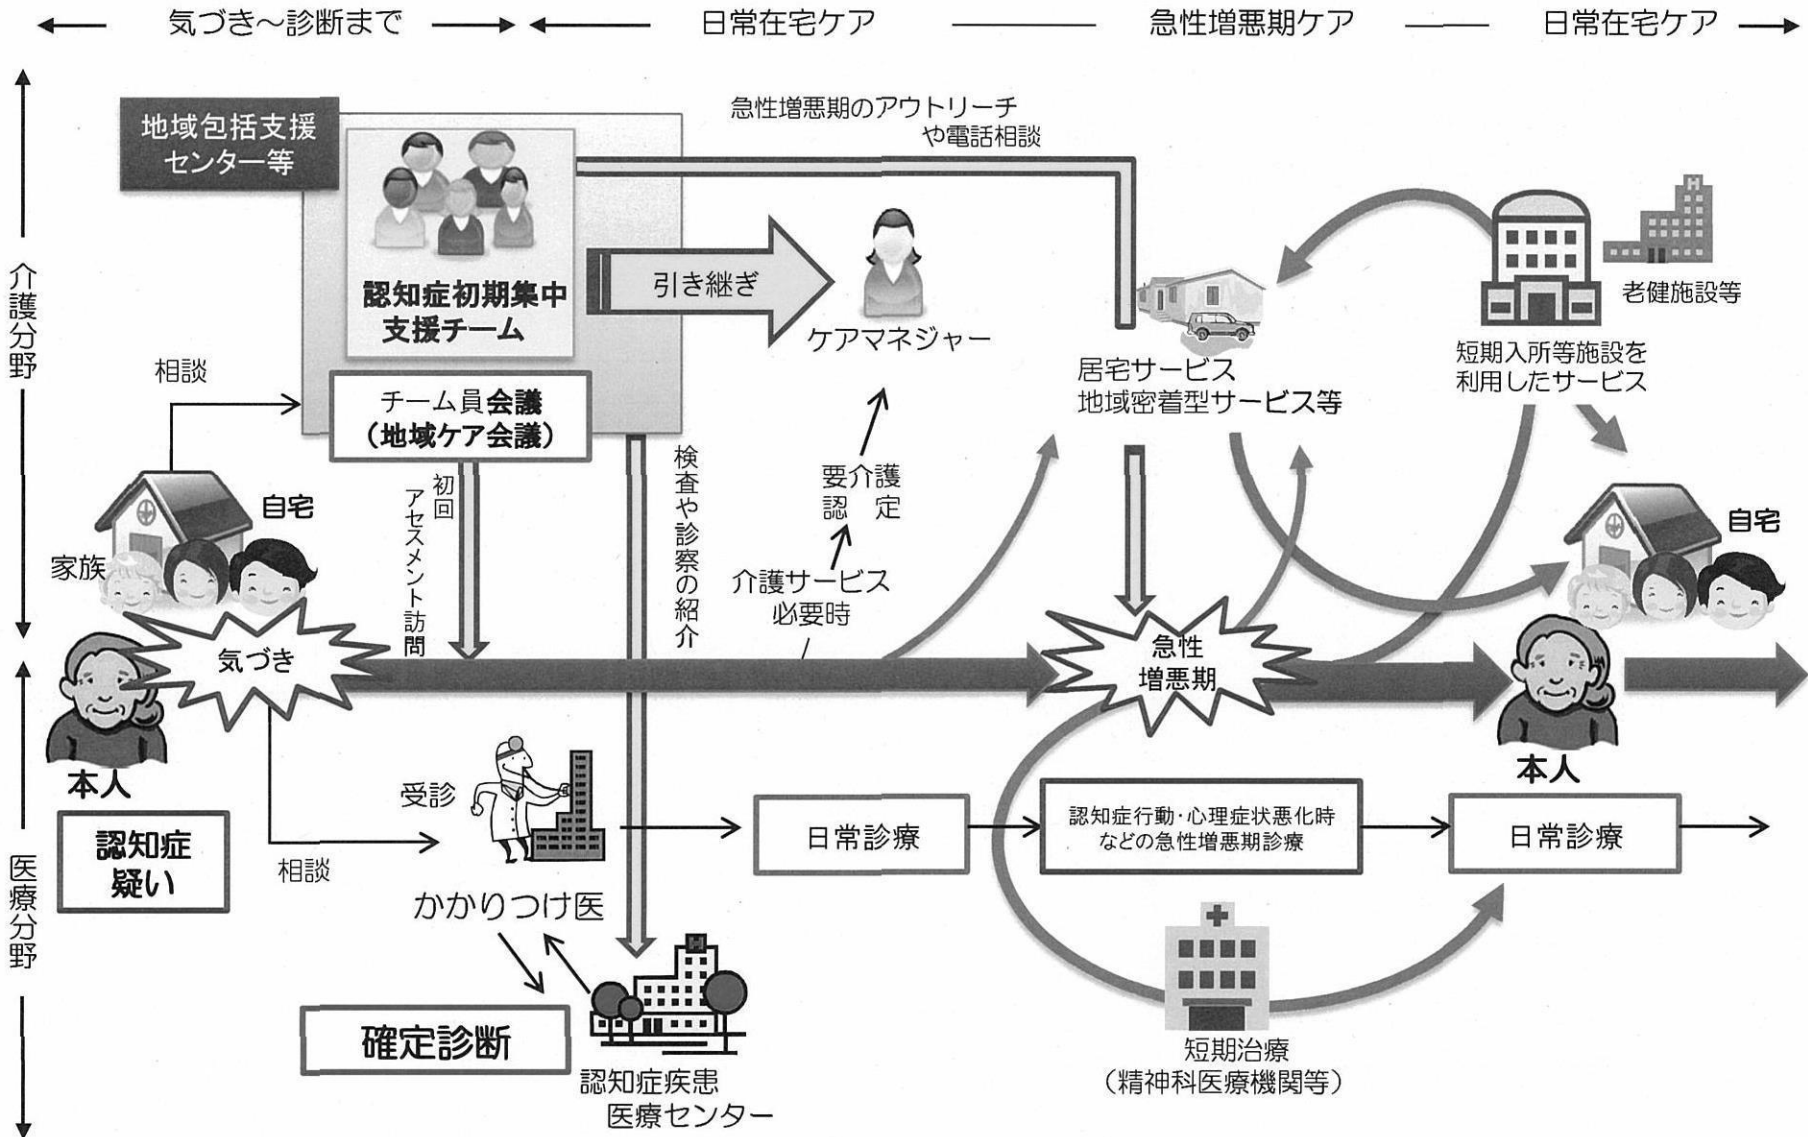 気づき～診断まで
日常在宅ケア
急性増悪期ケア
日常在宅ケア
介護分野
医療分野
地域包括支援
センター等
認知症初期集中
支援チーム
チーム員会議
（地域ケア会議）
急性増悪期のアウトリーチ
や電話相談
引き継ぎ
ケアマネジャー
居宅サービス
地域密着型サービス等
老健施設等
短期入所等施設を
利用したサービス
相談
初回
アセスメント訪問
検査や診察の紹介
要介護
認　定
介護サービス
必要時
自宅
家族
気づき
本人
認知症
疑い
急性
増悪期
自宅
本人
相談
受診
かかりつけ医
日常診療
認知症行動・心理症状悪化時
などの急性増悪期診療
日常診療
確定診断
認知症疾患
医療センター
短期治療
（精神科医療機関等）
H
H